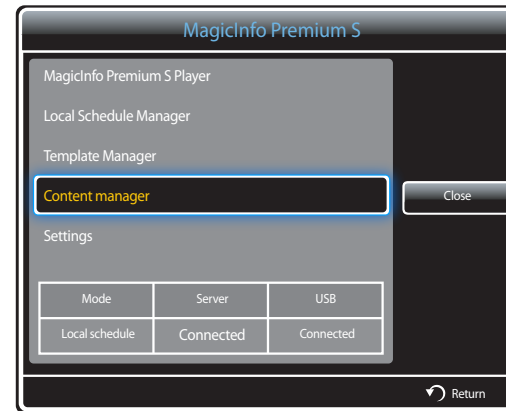 MagicInfo Premium S
MagicInfo Premium S Player
Local Schedule Manager
Template Manager
Content manager
Close
Settings
Mode Server USB
Local schedule Connected Connected
Return